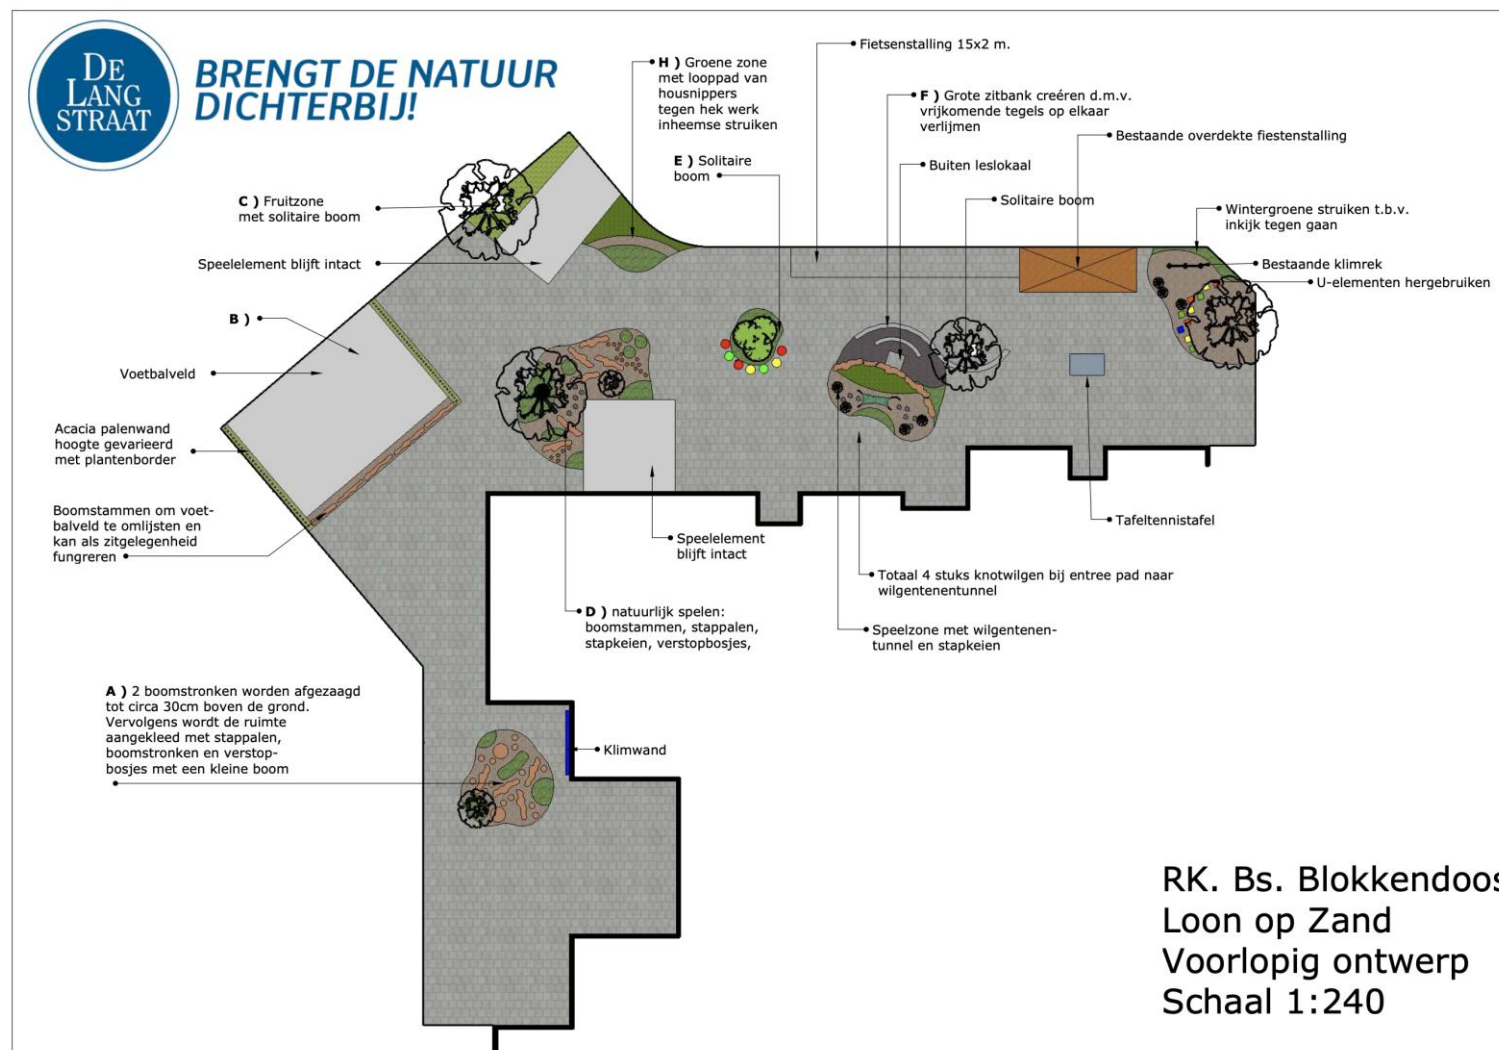 DE
LANG
STRAAT
BRENGT DE NATUUR
DICHTERBIJ!
Fietsenstalling 15x2 m.
H ) Groene zone
met looppad van
housnippers
tegen hek werk
inheemse struiken
F ) Grote zitbank creéren d.m.v.
vrijkomende tegels op elkaar
verlijmen
Bestaande overdekte fiestenstalling
E ) Solitaire
boom
Buiten leslokaal
C ) Fruitzone
met solitaire boom
Solitaire boom
Wintergroene struiken t.b.v.
inkijk tegen gaan
Speelelement blijft intact
Bestaande klimrek
U-elementen hergebruiken
B )
Voetbalveld
Acacia palenwand
hoogte gevarieerd
met plantenborder
Boomstammen om voet-
balveld te omlijsten en
kan als zitgelegenheid
fungreren
Tafeltennistafel
Speelelement
blijft intact
Totaal 4 stuks knotwilgen bij entree pad naar
wilgentenentunnel
D ) natuurlijk spelen:
boomstammen, stappalen,
stapkeien, verstopbosjes,
Speelzone met wilgentenen-
tunnel en stapkeien
A ) 2 boomstronken worden afgezaagd
tot circa 30cm boven de grond.
Vervolgens wordt de ruimte
aangekleed met stappalen,
boomstronken en verstop-
bosjes met een kleine boom
Klimwand
RK. Bs. Blokkendoos
Loon op Zand
Voorlopig ontwerp
Schaal 1:240